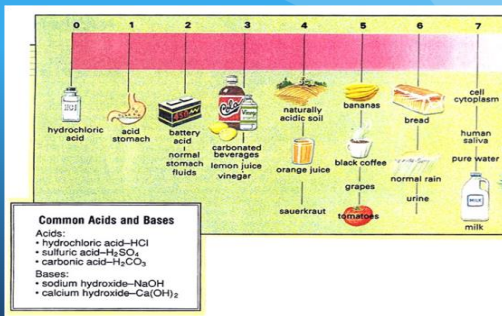 0 1 2 3 4 5 6 7
hydrochloric
acid
acid
stomach
battery
acid
normal
stomach
fluids
Cola
carbonated
beverages
lemon juice
vinegar
naturally
acidic soil
orange juice
sauerkraut
bananas
black coffee
grapes
tomatoes
bread
normal rain
urine
cell
cytoplasm
human
saliva
pure water
MILK
milk
Common Acids and Bases
Acids:
• hydrochloric acid–HCl
• sulfuric acid–H₂SO₄
• carbonic acid–H₂CO₃
Bases:
• sodium hydroxide–NaOH
• calcium hydroxide–Ca(OH)₂